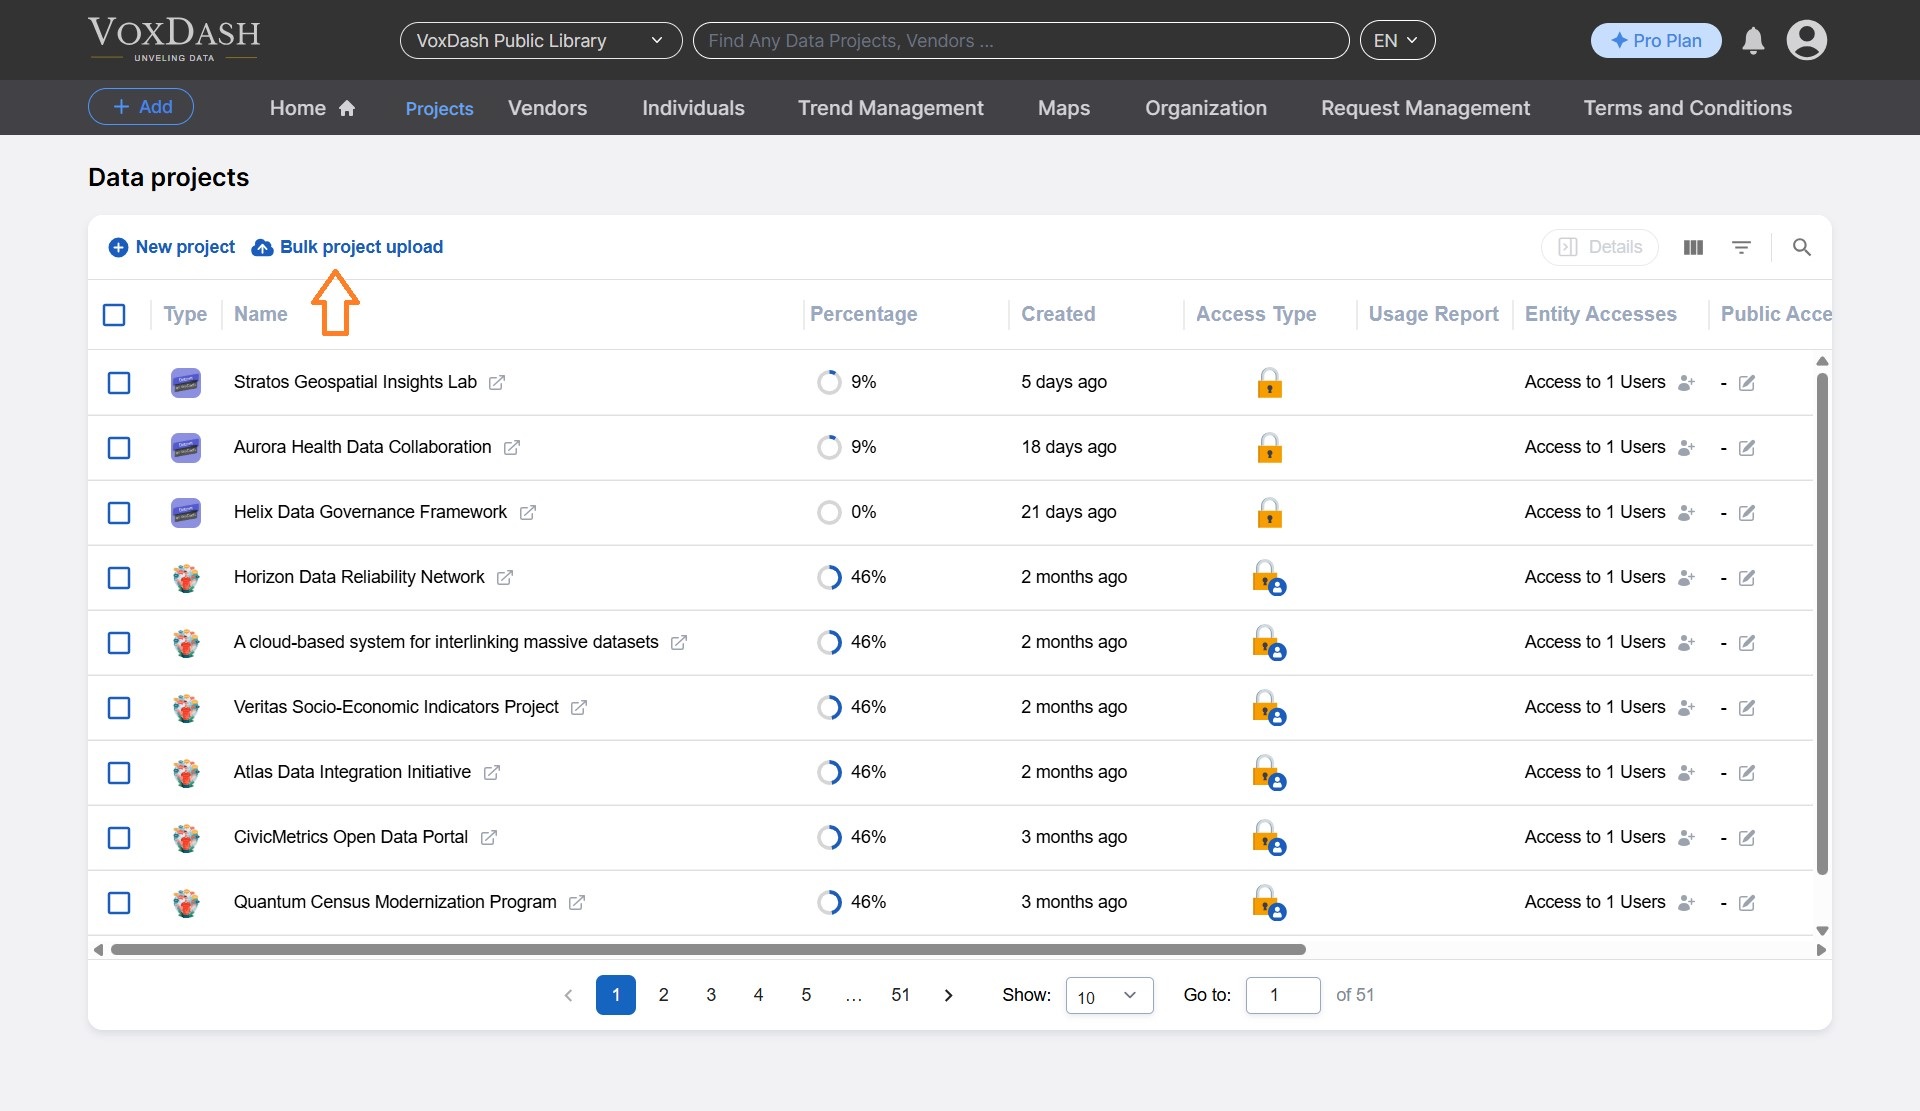 VOXDASH
UNVELING DATA
VoxDash Public Library
Find Any Data Projects, Vendors ...
EN
Pro Plan
+ Add
Home
Projects
Vendors
Individuals
Trend Management
Maps
Organization
Request Management
Terms and Conditions
Data projects
New project
Bulk project upload
Details
Type Name Percentage Created Access Type Usage Report Entity Accesses Public Acce
Stratos Geospatial Insights Lab 9% 5 days ago Access to 1 Users -
Aurora Health Data Collaboration 9% 18 days ago Access to 1 Users -
Helix Data Governance Framework 0% 21 days ago Access to 1 Users -
Horizon Data Reliability Network 46% 2 months ago Access to 1 Users -
A cloud-based system for interlinking massive datasets 46% 2 months ago Access to 1 Users -
Veritas Socio-Economic Indicators Project 46% 2 months ago Access to 1 Users -
Atlas Data Integration Initiative 46% 2 months ago Access to 1 Users -
CivicMetrics Open Data Portal 46% 3 months ago Access to 1 Users -
Quantum Census Modernization Program 46% 3 months ago Access to 1 Users -
1 2 3 4 5 ... 51 Show: 10 Go to: 1 of 51